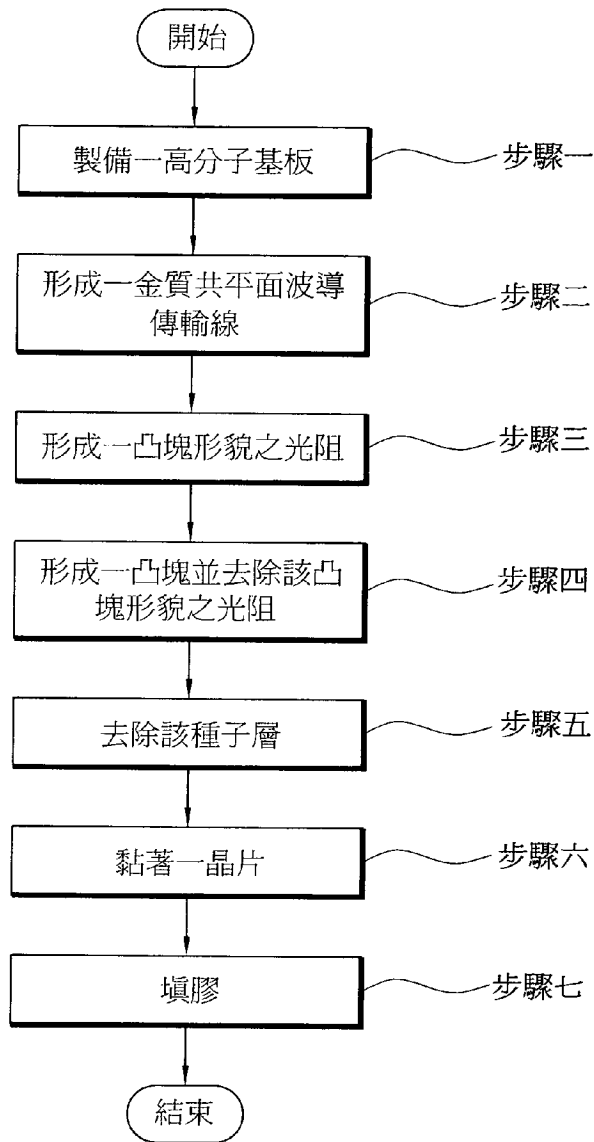 開始
製備一高分子基板
步驟一
形成一金質共平面波導
傳輸線
步驟二
形成一凸塊形貌之光阻
步驟三
形成一凸塊並去除該凸
塊形貌之光阻
步驟四
去除該種子層
步驟五
黏著一晶片
步驟六
填膠
步驟七
結束